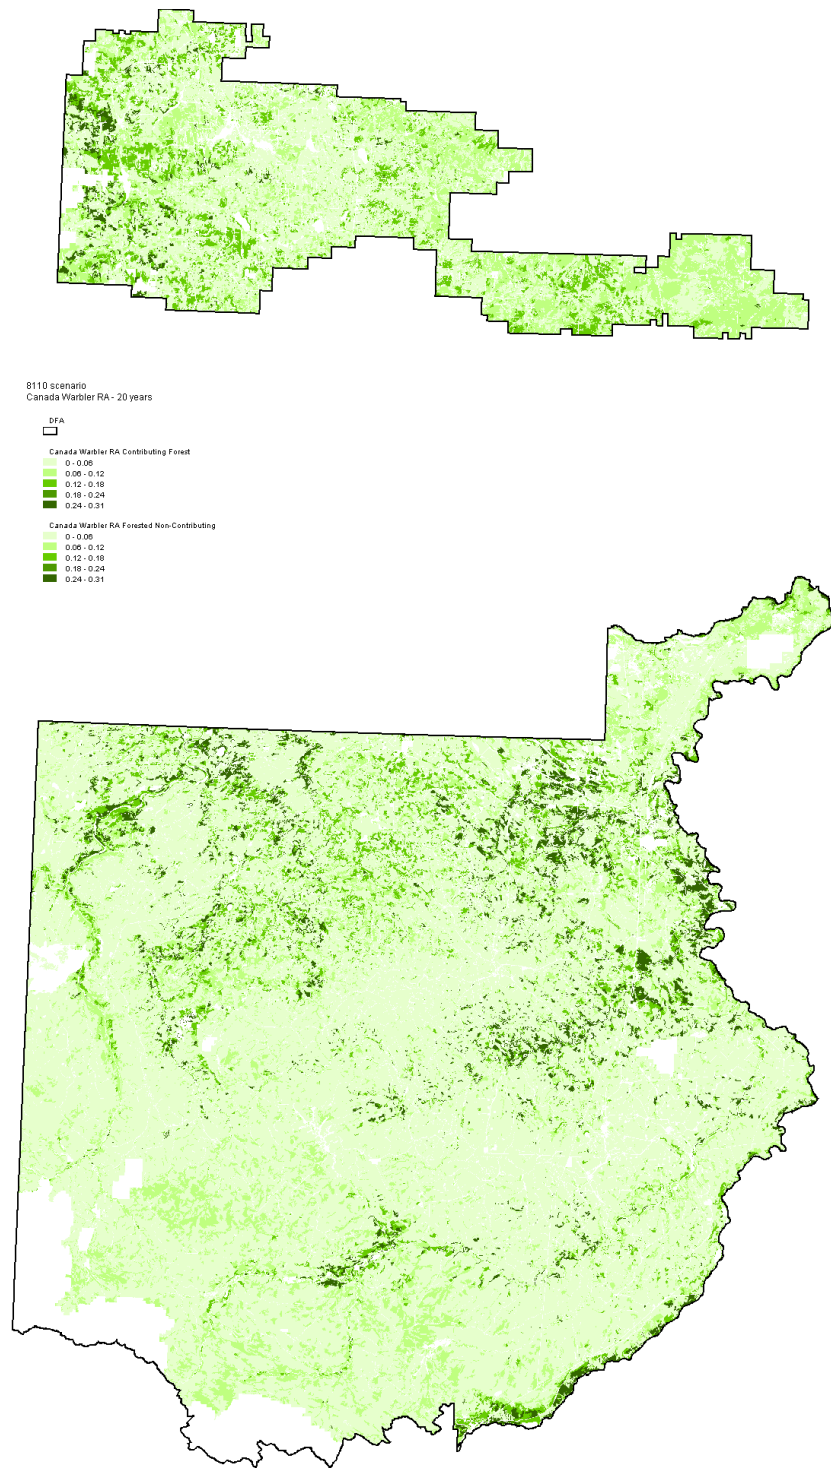 8110 scenario
Canada Warbler RA - 20 years
DFA
Canada Warbler RA Contributing Forest
0 - 0.06
0.06 - 0.12
0.12 - 0.18
0.18 - 0.24
0.24 - 0.31
Canada Warbler RA Forested Non-Contributing
0 - 0.06
0.06 - 0.12
0.12 - 0.18
0.18 - 0.24
0.24 - 0.31